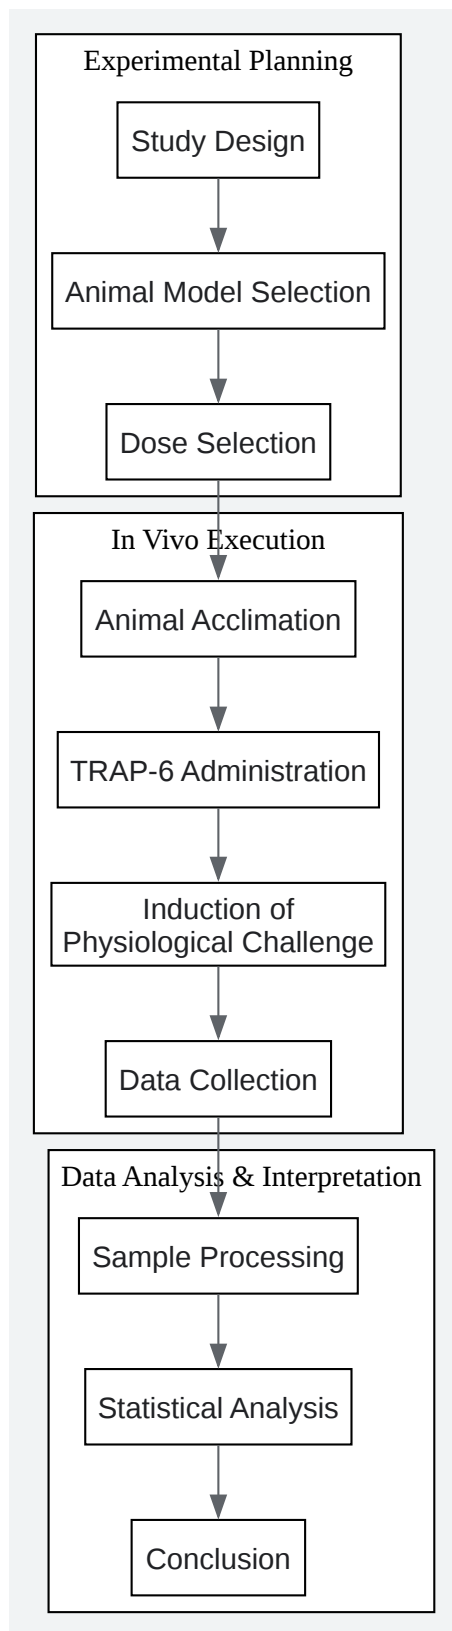 Experimental Planning
Study Design
Animal Model Selection
Dose Selection
In Vivo Execution
Animal Acclimation
TRAP-6 Administration
Induction of
Physiological Challenge
Data Collection
Data Analysis & Interpretation
Sample Processing
Statistical Analysis
Conclusion